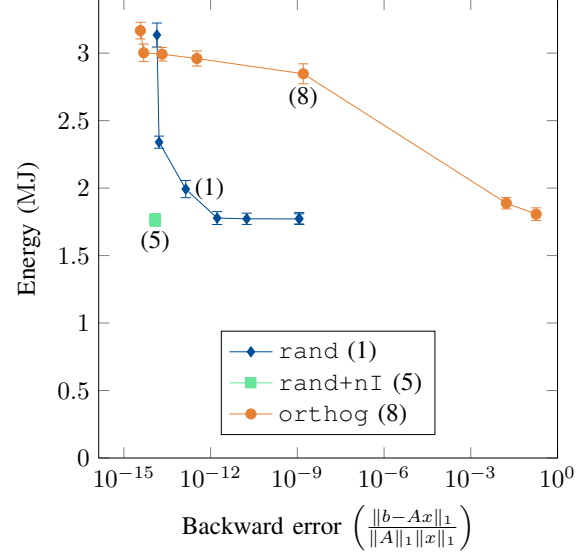 3
2.5
2
1.5
1
0.5
0
Energy (MJ)
(8)
(1)
(5)
rand (1)
rand+nI (5)
orthog (8)
10⁻¹⁵ 10⁻¹² 10⁻⁹ 10⁻⁶ 10⁻³ 10⁰
Backward error (‖b−Ax‖₁ / ‖A‖₁‖x‖₁)